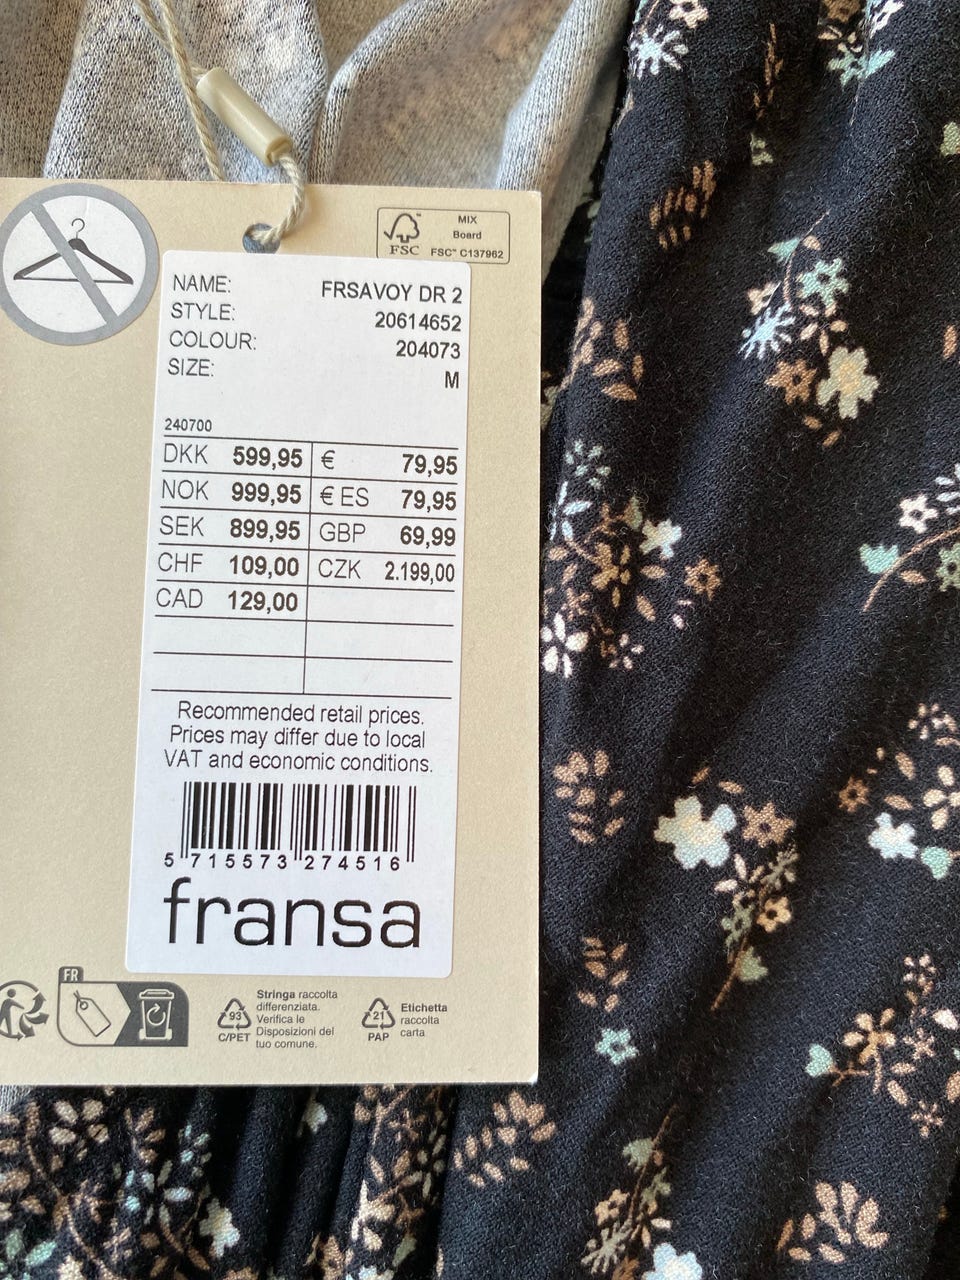 FSC™
MIX
Board
FSC™ C137962
NAME: FRSAVOY DR 2
STYLE: 20614652
COLOUR: 204073
SIZE: M
240700
DKK 599,95 € 79,95
NOK 999,95 € ES 79,95
SEK 899,95 GBP 69,99
CHF 109,00 CZK 2.199,00
CAD 129,00
Recommended retail prices.
Prices may differ due to local
VAT and economic conditions.
5 715573 274516
fransa
FR
93
C/PET
Stringa raccolta
differenziata.
Verifica le
Disposizioni del
tuo comune.
21
PAP
Etichetta
raccolta
carta